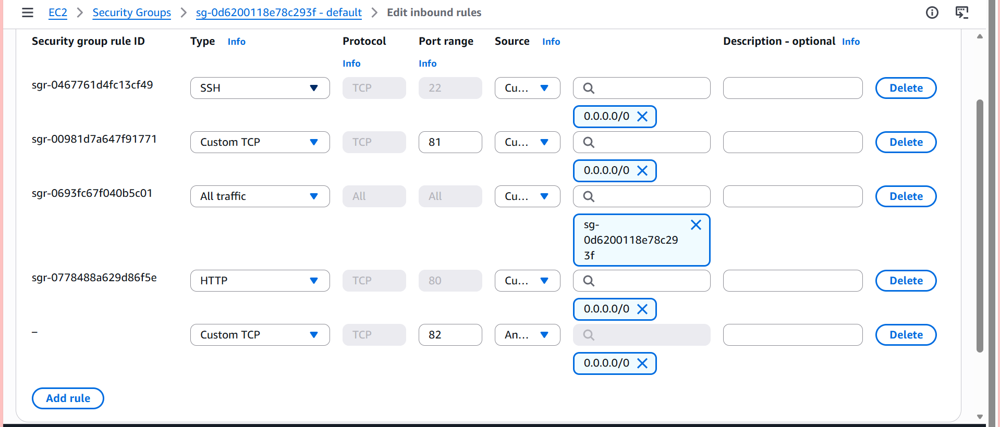 EC2 > Security Groups > sg-0d6200118e78c293f - default > Edit inbound rules
Security group rule ID Type Info Protocol Info Port range Info Source Info Description - optional Info
sgr-0467761d4fc13cf49 SSH TCP 22 Cu... Delete
0.0.0.0/0
sgr-00981d7a647f91771 Custom TCP TCP 81 Cu... Delete
0.0.0.0/0
sgr-0693fc67f040b5c01 All traffic All All Cu... Delete
sg-
0d6200118e78c29
3f
sgr-0778488a629d86f5e HTTP TCP 80 Cu... Delete
0.0.0.0/0
– Custom TCP TCP 82 An... Delete
0.0.0.0/0
Add rule